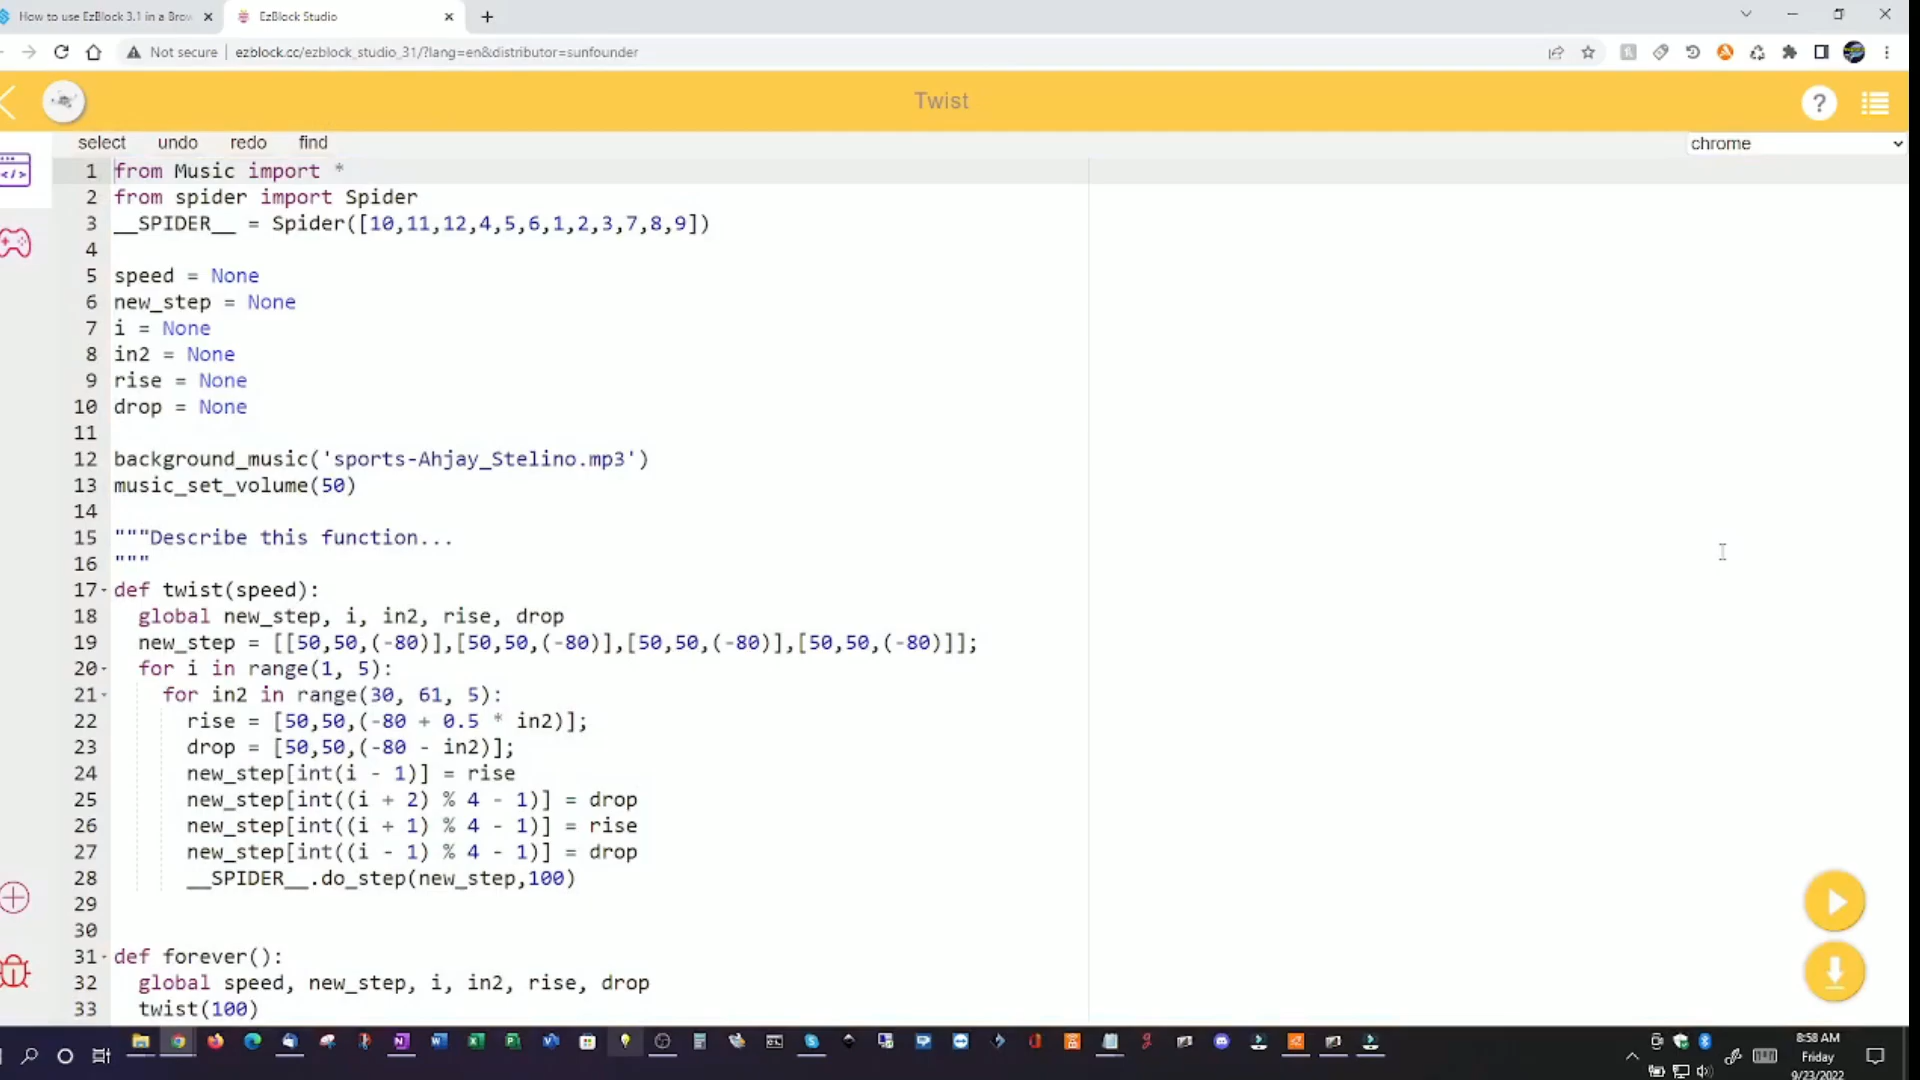 How to use EzBlock 3.1 in a Brow
EzBlock Studio
Not secure
ezblock.cc/ezblock_studio_31/?lang=en&distributor=sunfounder
Twist
?
select undo redo find
chrome
1 from Music import *
2 from spider import Spider
3 __SPIDER__ = Spider([10,11,12,4,5,6,1,2,3,7,8,9])
4
5 speed = None
6 new_step = None
7 i = None
8 in2 = None
9 rise = None
10 drop = None
11
12 background_music('sports-Ahjay_Stelino.mp3')
13 music_set_volume(50)
14
15 """Describe this function...
16 """
17 def twist(speed):
18 global new_step, i, in2, rise, drop
19 new_step = [[50,50,(-80)],[50,50,(-80)],[50,50,(-80)],[50,50,(-80)]];
20 for i in range(1, 5):
21 for in2 in range(30, 61, 5):
22 rise = [50,50,(-80 + 0.5 * in2)];
23 drop = [50,50,(-80 - in2)];
24 new_step[int(i - 1)] = rise
25 new_step[int((i + 2) % 4 - 1)] = drop
26 new_step[int((i + 1) % 4 - 1)] = rise
27 new_step[int((i - 1) % 4 - 1)] = drop
28 __SPIDER__.do_step(new_step,100)
29
30
31 def forever():
32 global speed, new_step, i, in2, rise, drop
33 twist(100)
8:58 AM
Friday
9/23/2022